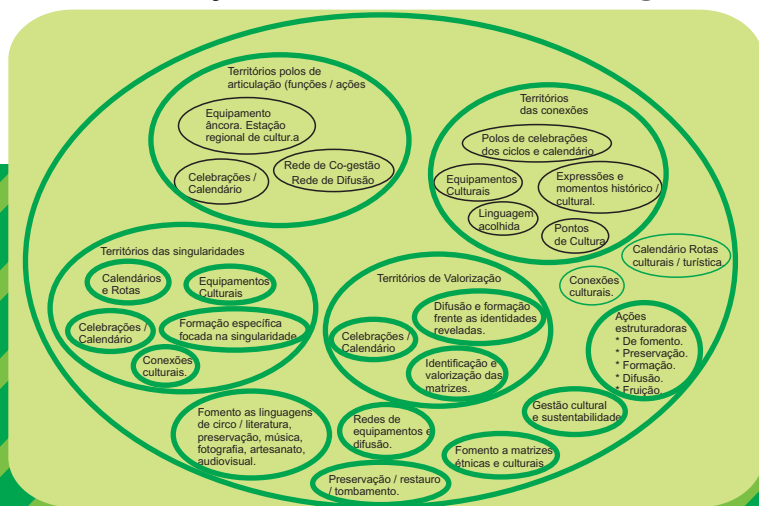 Territórios polos de
articulação (funções / ações
Equipamento
âncora. Estação
regional de cultur.a
Celebrações /
Calendário
Rede de Co-gestão
Rede de Difusão
Territórios
das conexões
Polos de celebrações
dos ciclos e calendário
Equipamentos
Culturais
Expressões e
momentos histórico /
cultural.
Linguagem
acolhida
Pontos
de Cultura
Calendário Rotas
culturais / turística.
Conexões
culturais.
Territórios das singularidades
Calendários
e Rotas
Equipamentos
Culturais
Celebrações /
Calendário
Formação específica
focada na singularidade
Conexões
culturais.
Territórios de Valorização
Difusão e formação
frente as identidades
reveladas.
Celebrações /
Calendário
Identificação e
valorização das
matrizes.
Ações
estruturadoras
* De fomento.
* Preservação.
* Formação.
* Difusão.
* Fruição.
Gestão cultural
e sustentabilidade
Fomento as linguagens
de circo / literatura,
preservação, música,
fotografia, artesanato,
audiovisual.
Redes de
equipamentos e
difusão.
Fomento a matrizes
étnicas e culturais
Preservação / restauro
/ tombamento.